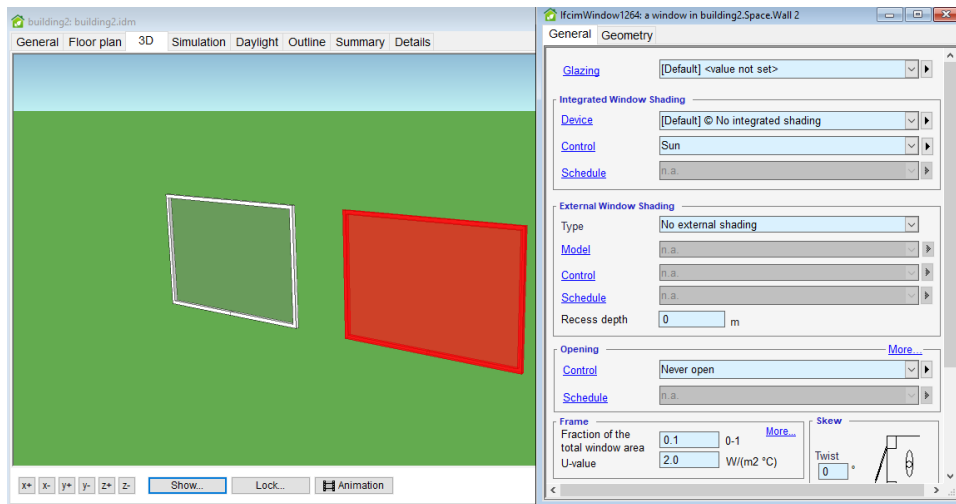 building2: building2.idm
General Floor plan 3D Simulation Daylight Outline Summary Details
x+ x- y+ y- z+ z- Show... Lock... Animation
IfcimWindow1264: a window in building2.Space.Wall 2
General Geometry
Glazing [Default] <value not set>
Integrated Window Shading
Device [Default] © No integrated shading
Control Sun
Schedule n.a.
External Window Shading
Type No external shading
Model n.a.
Control n.a.
Schedule n.a.
Recess depth 0 m
Opening More...
Control Never open
Schedule n.a.
Frame
Fraction of the total window area 0.1 0-1 More...
U-value 2.0 W/(m2 °C)
Skew
Twist
0 °